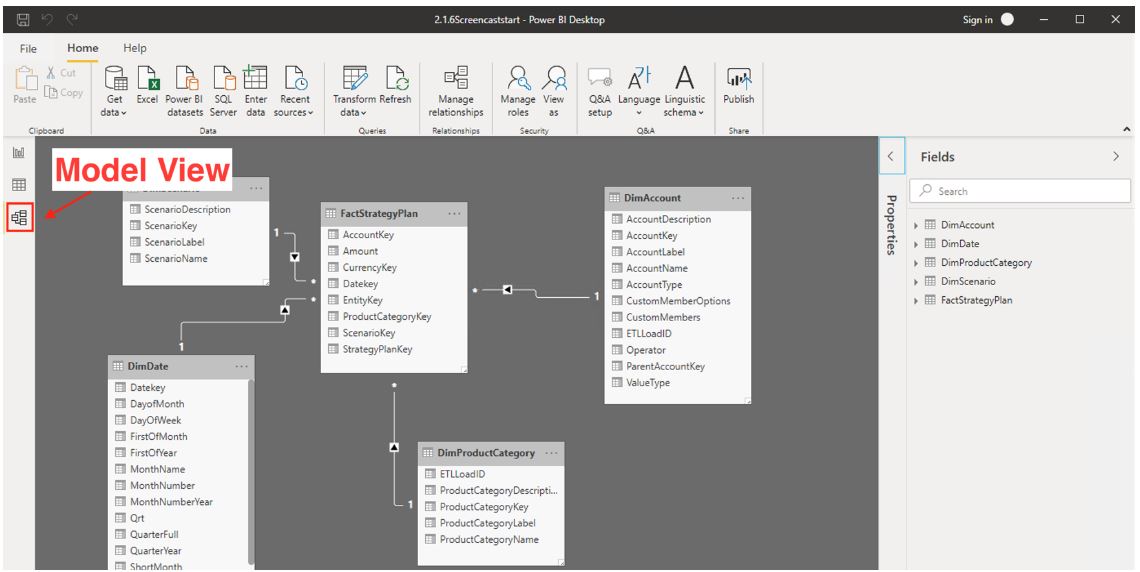 2.1.6Screencaststart - Power BI Desktop
Sign in
File Home Help
Paste
Cut
Copy
Clipboard
Get data
Excel
Power BI datasets
SQL Server
Enter data
Recent sources
Data
Transform data
Refresh
Queries
Manage relationships
Relationships
Manage roles
View as
Security
Q&A setup
Language
Linguistic schema
Q&A
Publish
Share
Model View
ScenarioDescription
ScenarioKey
ScenarioLabel
ScenarioName
1
*
FactStrategyPlan
AccountKey
Amount
CurrencyKey
Datekey
EntityKey
ProductCategoryKey
ScenarioKey
StrategyPlanKey
*
1
*
1
DimAccount
AccountDescription
AccountKey
AccountLabel
AccountName
AccountType
CustomMemberOptions
CustomMembers
ETLLoadID
Operator
ParentAccountKey
ValueType
DimDate
Datekey
DayofMonth
DayOfWeek
FirstOfMonth
FirstOfYear
MonthName
MonthNumber
MonthNumberYear
Qrt
QuarterFull
QuarterYear
ShortMonth
*
1
DimProductCategory
ETLLoadID
ProductCategoryDescripti...
ProductCategoryKey
ProductCategoryLabel
ProductCategoryName
Properties
Fields
Search
DimAccount
DimDate
DimProductCategory
DimScenario
FactStrategyPlan